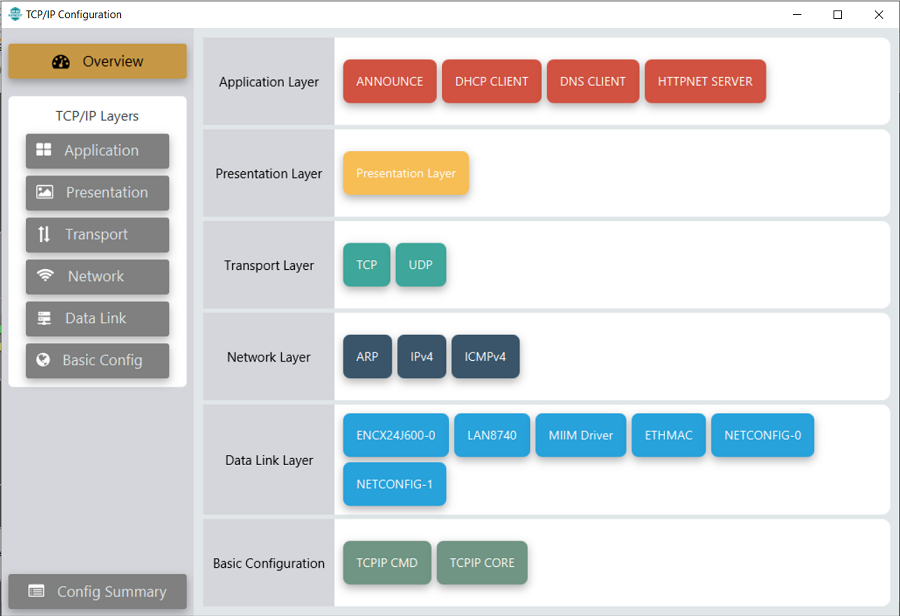 TCP/IP Configuration
Overview
TCP/IP Layers
Application
Presentation
Transport
Network
Data Link
Basic Config
Config Summary
Application Layer
ANNOUNCE
DHCP CLIENT
DNS CLIENT
HTTPNET SERVER
Presentation Layer
Presentation Layer
Transport Layer
TCP
UDP
Network Layer
ARP
IPv4
ICMPv4
Data Link Layer
ENCX24J600-0
LAN8740
MIIM Driver
ETHMAC
NETCONFIG-0
NETCONFIG-1
Basic Configuration
TCPIP CMD
TCPIP CORE